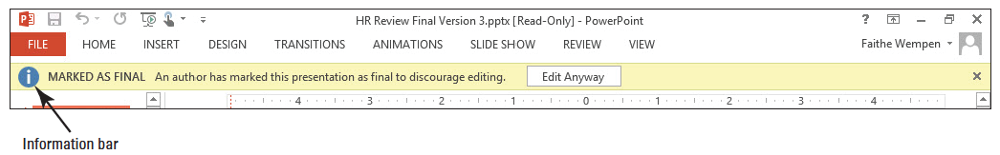 HR Review Final Version 3.pptx [Read-Only] - PowerPoint
FILE HOME INSERT DESIGN TRANSITIONS ANIMATIONS SLIDE SHOW REVIEW VIEW Faithe Wempen
MARKED AS FINAL An author has marked this presentation as final to discourage editing. Edit Anyway
4 3 2 1 0 1 2 3 4
Information bar